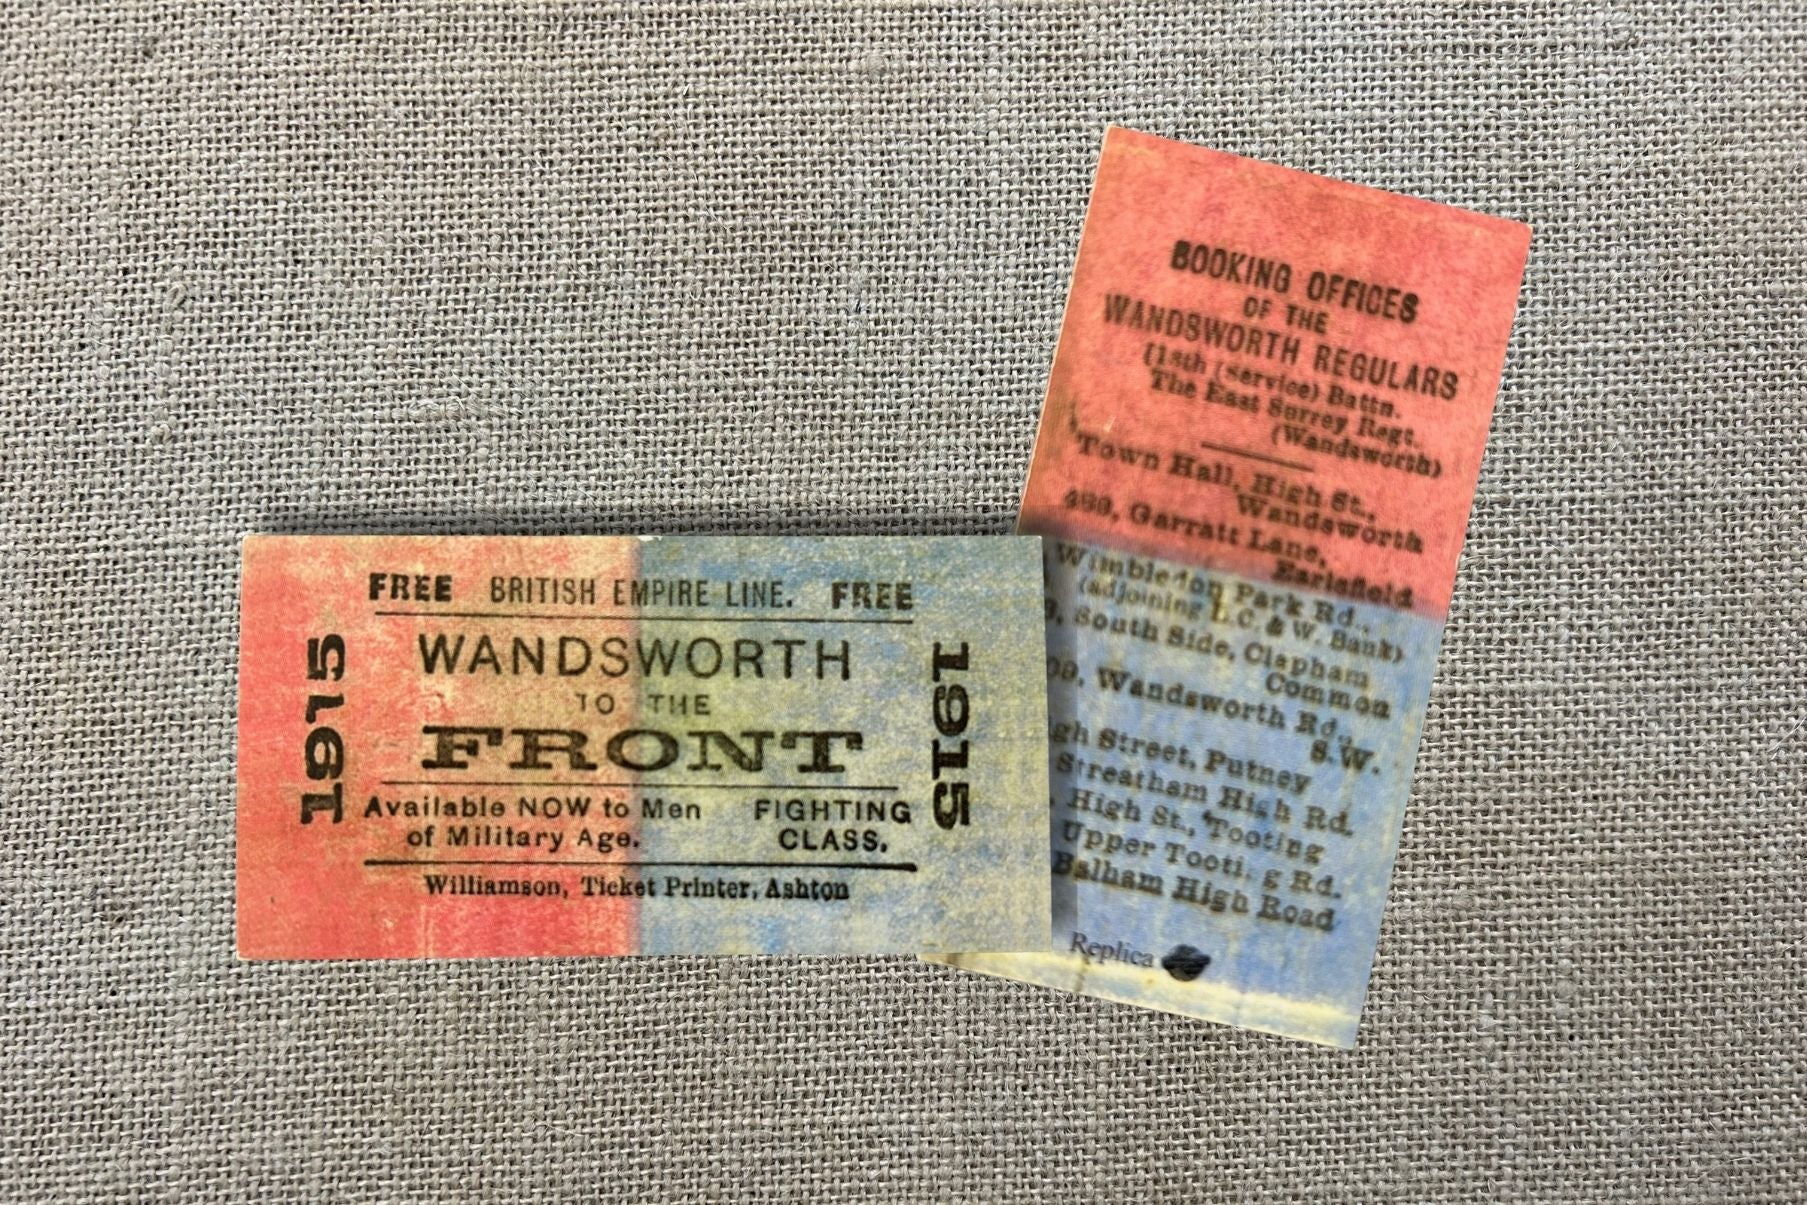 FREE BRITISH EMPIRE LINE. FREE
1915
WANDSWORTH
TO THE
FRONT
1915
Available NOW to Men
of Military Age.
FIGHTING
CLASS.
Williamson, Ticket Printer, Ashton
BOOKING OFFICES
OF THE
WANDSWORTH REGULARS
(13th (Service) Battn.
The East Surrey Regt.
(Wandsworth)
Town Hall, High St.,
Wandsworth
Garratt Lane,
Earlsfield
Wimbledon Park Rd.,
(adjoining L.C. & W. Bank)
South Side, Clapham
Common
Wandsworth Rd.,
S.W.
Street, Putney
Streatham High Rd.
High St., Tooting
Upper Rd.
Balham High Road
Replica